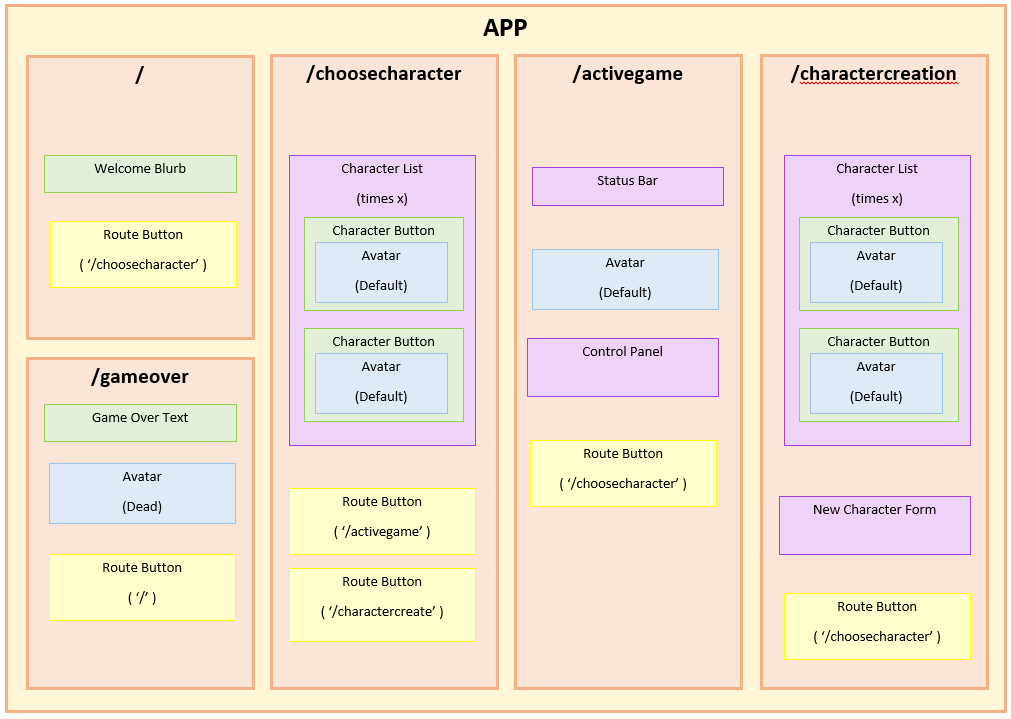 APP
/
Welcome Blurb
Route Button
( ‘/choosecharacter’ )
/gameover
Game Over Text
Avatar
(Dead)
Route Button
( ‘/’ )
/choosecharacter
Character List
(times x)
Character Button
Avatar
(Default)
Character Button
Avatar
(Default)
Route Button
( ‘/activegame’ )
Route Button
( ‘/charactercreate’ )
/activegame
Status Bar
Avatar
(Default)
Control Panel
Route Button
( ‘/choosecharacter’ )
/charactercreation
Character List
(times x)
Character Button
Avatar
(Default)
Character Button
Avatar
(Default)
New Character Form
Route Button
( ‘/choosecharacter’ )